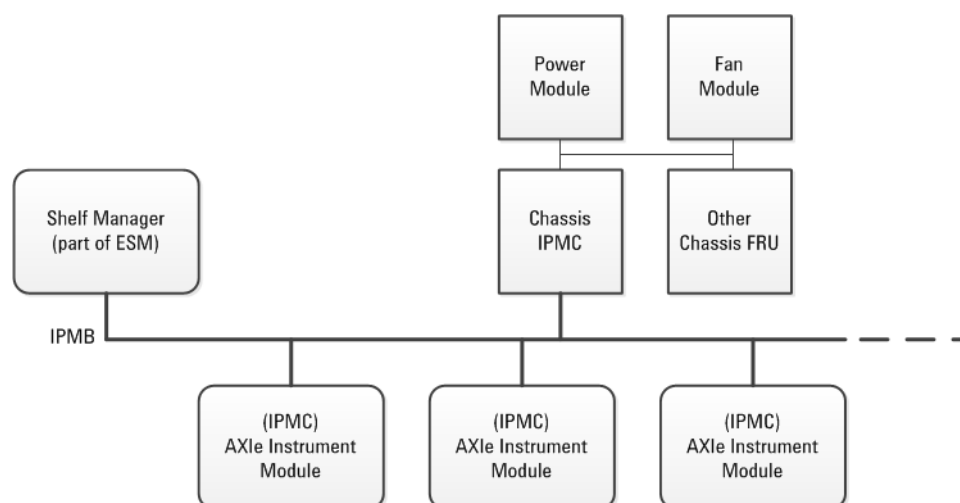 Power
Module
Fan
Module
Shelf Manager
(part of ESM)
Chassis
IPMC
Other
Chassis FRU
IPMB
(IPMC)
AXIe Instrument
Module
(IPMC)
AXIe Instrument
Module
(IPMC)
AXIe Instrument
Module